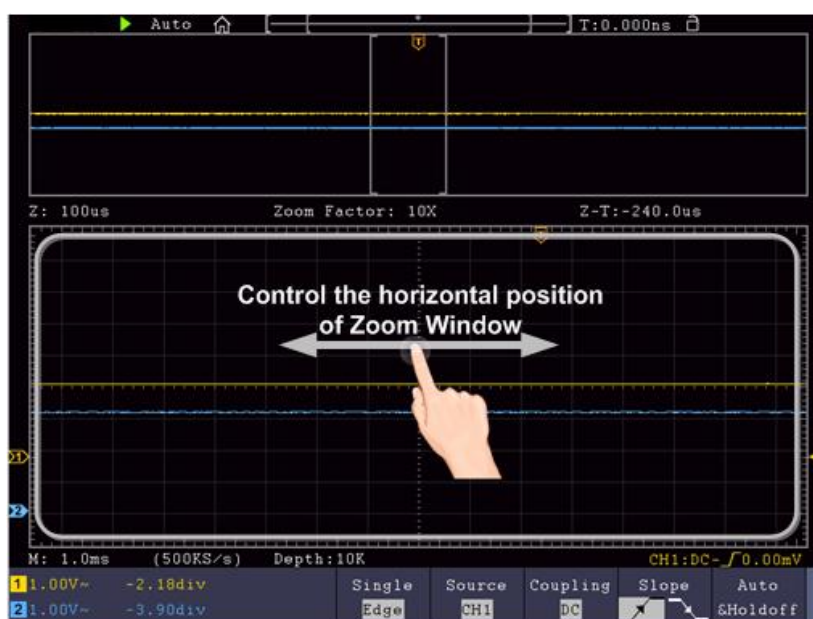 Auto T:0.000ns
T
Z: 100us Zoom Factor: 10X Z-T:-240.0us
T
Control the horizontal position
of Zoom Window
1
2
M: 1.0ms (500KS/s) Depth:10K CH1:DC- 0.00mV
1 1.00V~ -2.18div Single Source Coupling Slope Auto
2 1.00V~ -3.90div Edge CH1 DC &Holdoff